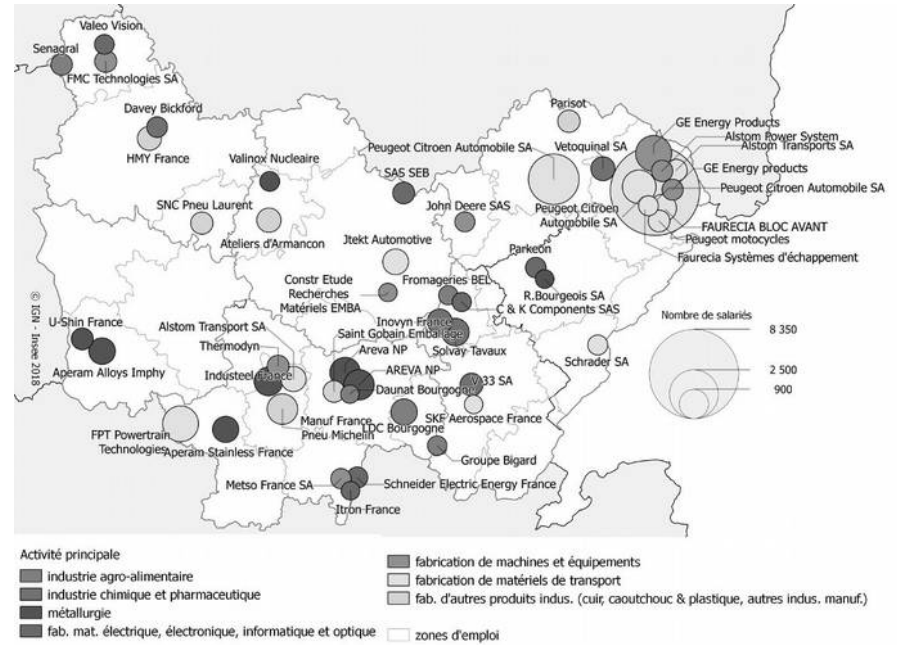 Valeo Vision
Senagral
FMC Technologies SA
Davey Bickford
HMY France
Valinox Nucleaire
SNC Pneu Laurent
Ateliers d'Armancon
Parisot
Peugeot Citroen Automobile SA
Vetoquinal SA
GE Energy Products
Alstom Power System
Alstom Transports SA
GE Energy products
Peugeot Citroen Automobile SA
SAS SEB
John Deere SAS
Peugeot Citroen
Automobile SA
FAURECIA BLOC AVANT
Peugeot motocycles
Faurecia Systèmes d'échappement
Jtekt Automotive
Parkeon
Constr Etude
Recherches
Matériels EMBA
Fromageries BEL
R.Bourgeois SA
C & K Components SAS
© IGN - Insee 2018
U-Shin France
Aperam Alloys Imphy
Alstom Transport SA
Thermodyn
Industeel France
Inovyn France
Saint Gobain Emballage
Solvay Tavaux
Areva NP
AREVA NP
Daunat Bourgogne
V 33 SA
Schrader SA
Nombre de salariés
8 350
2 500
900
FPT Powertrain
Technologies
Aperam Stainless France
Manuf France
Pneu Michelin
LDC Bourgogne
SKF Aerospace France
Groupe Bigard
Metso France SA
Schneider Electric Energy France
Itron France
Activité principale
industrie agro-alimentaire
industrie chimique et pharmaceutique
métallurgie
fab. mat. électrique, électronique, informatique et optique
fabrication de machines et équipements
fabrication de matériels de transport
fab. d'autres produits indus. (cuir, caoutchouc & plastique, autres indus. manuf.)
zones d'emploi